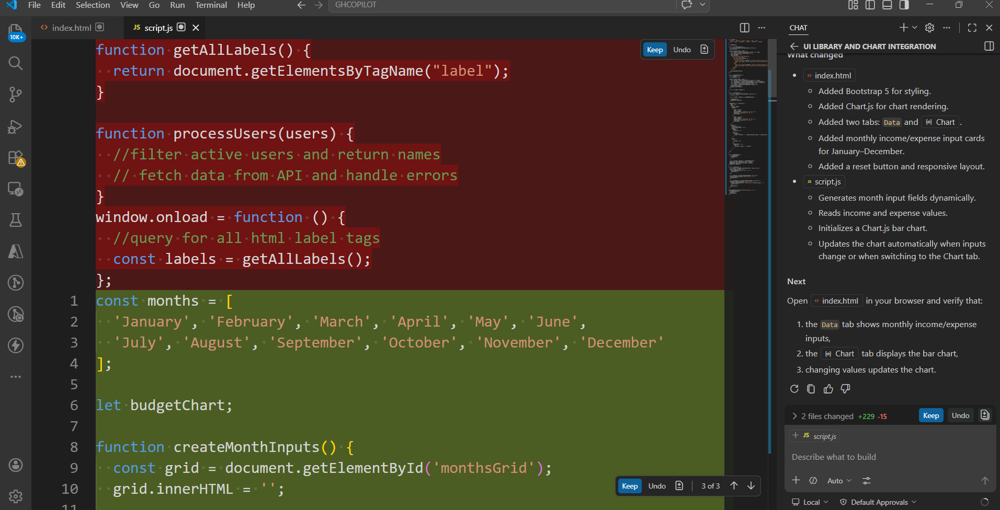 File Edit Selection View Go Run Terminal Help
GHCOPILOT
10K+
index.html
JS script.js
function getAllLabels() {
return document.getElementsByTagName("label");
}
function processUsers(users) {
//filter active users and return names
// fetch data from API and handle errors
}
window.onload = function () {
//query for all html label tags
const labels = getAllLabels();
};
Keep Undo
1 const months = [
2 'January', 'February', 'March', 'April', 'May', 'June',
3 'July', 'August', 'September', 'October', 'November', 'December'
4 ];
5
6 let budgetChart;
7
8 function createMonthInputs() {
9 const grid = document.getElementById('monthsGrid');
10 grid.innerHTML = '';
11
Keep Undo 3 of 3
CHAT
UI LIBRARY AND CHART INTEGRATION
What changed
index.html
Added Bootstrap 5 for styling.
Added Chart.js for chart rendering.
Added two tabs: Data and Chart.
Added monthly income/expense input cards
for January–December.
Added a reset button and responsive layout.
JS script.js
Generates month input fields dynamically.
Reads income and expense values.
Initializes a Chart.js bar chart.
Updates the chart automatically when inputs
change or when switching to the Chart tab.
Next
Open index.html in your browser and verify that:
1. the Data tab shows monthly income/expense
inputs,
2. the Chart tab displays the bar chart,
3. changing values updates the chart.
2 files changed +229 -15 Keep Undo
JS script.js
Describe what to build
Auto
Local Default Approvals